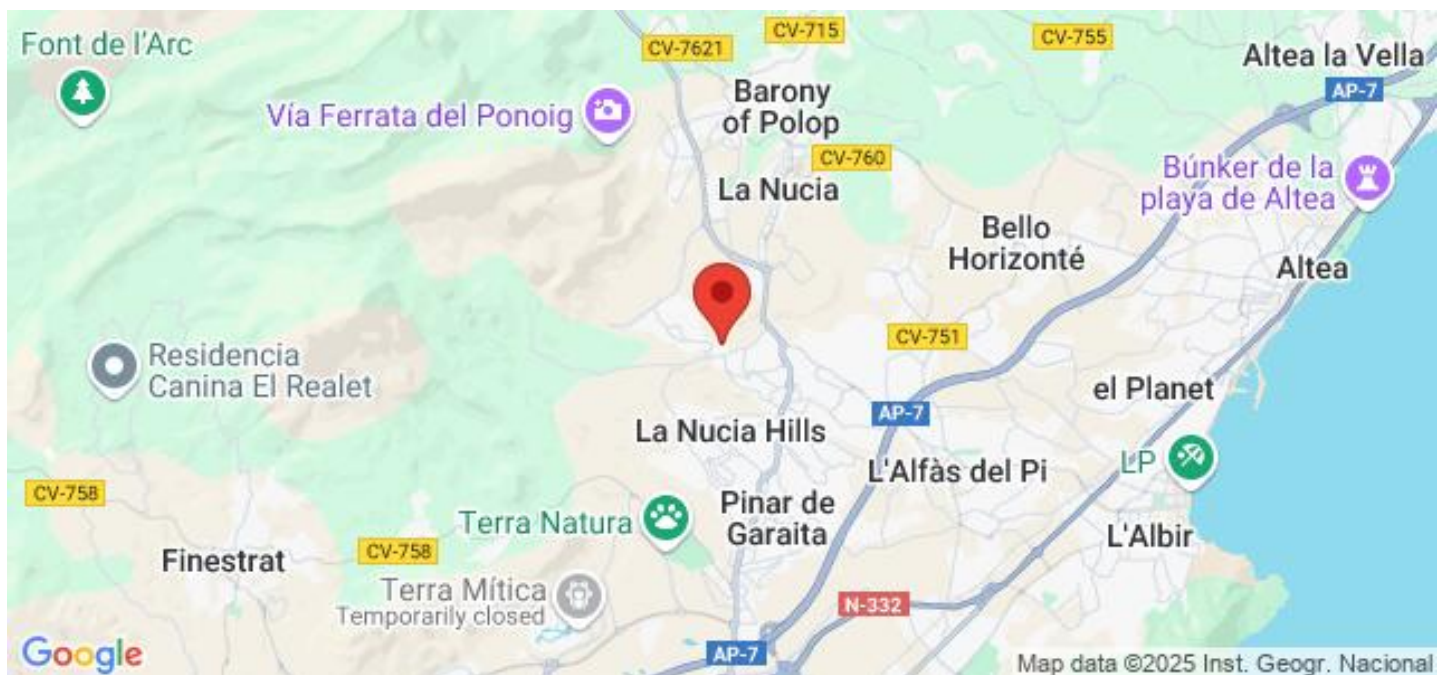 Font de l'Arc
CV-7621
CV-715
CV-755
Altea la Vella
AP-7
Vía Ferrata del Ponoig
Barony
of Polop
CV-760
La Nucia
Búnker de la
playa de Altea
Bello
Horizonté
Altea
Residencia
Canina El Realet
CV-751
el Planet
AP-7
La Nucia Hills
L'Alfàs del Pi
LP
CV-758
Terra Natura
Pinar de
Garaita
L'Albir
Finestrat
CV-758
Terra Mítica
Temporarily closed
N-332
Google
AP-7
Map data ©2025 Inst. Geogr. Nacional